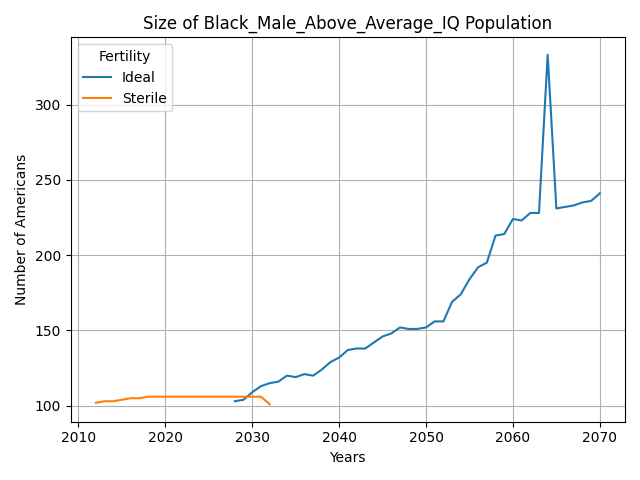 Size of Black_Male_Above_Average_IQ Population
Fertility
Ideal
Sterile
Number of Americans
300
250
200
150
100
2010 2020 2030 2040 2050 2060 2070
Years